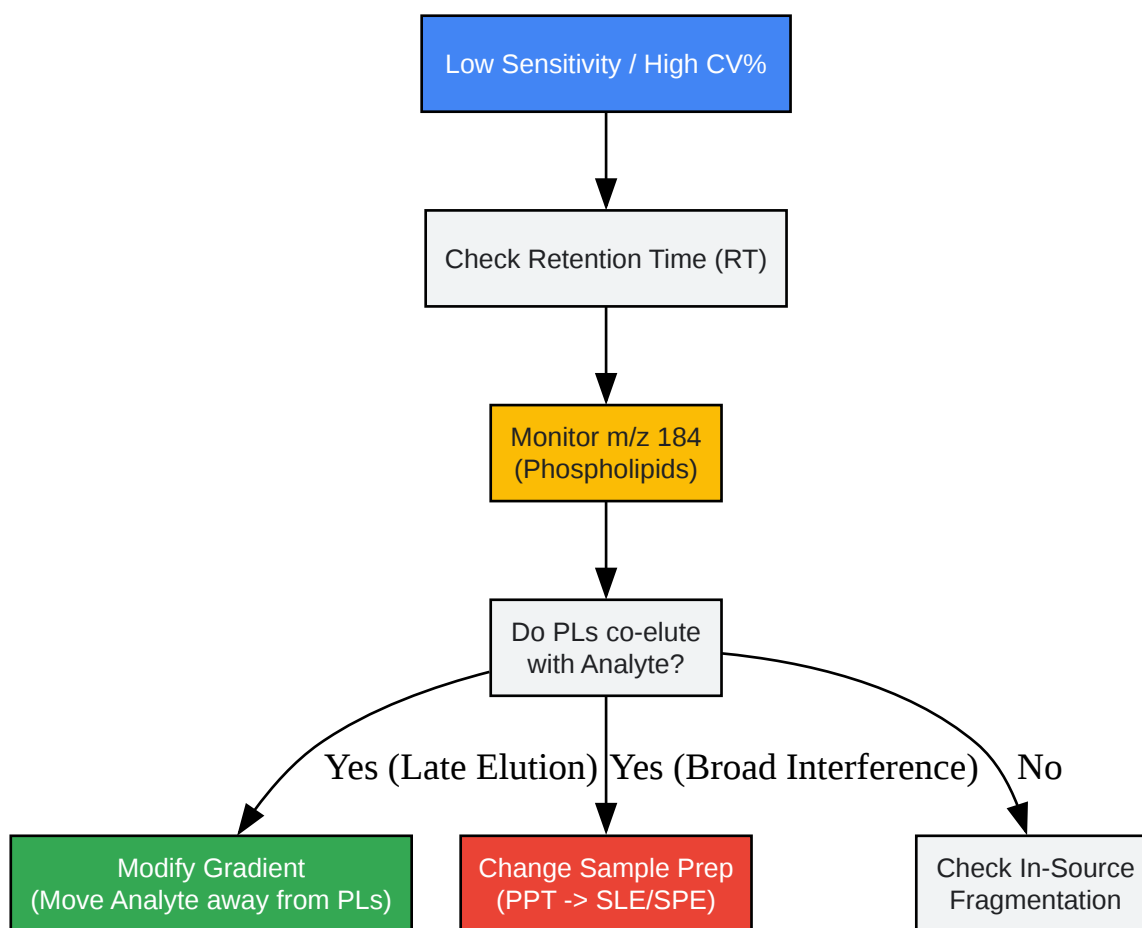 Low Sensitivity / High CV%
Check Retention Time (RT)
Monitor m/z 184
(Phospholipids)
Do PLs co-elute
with Analyte?
Yes (Late Elution)
Yes (Broad Interference)
No
Modify Gradient
(Move Analyte away from PLs)
Change Sample Prep
(PPT -> SLE/SPE)
Check In-Source
Fragmentation